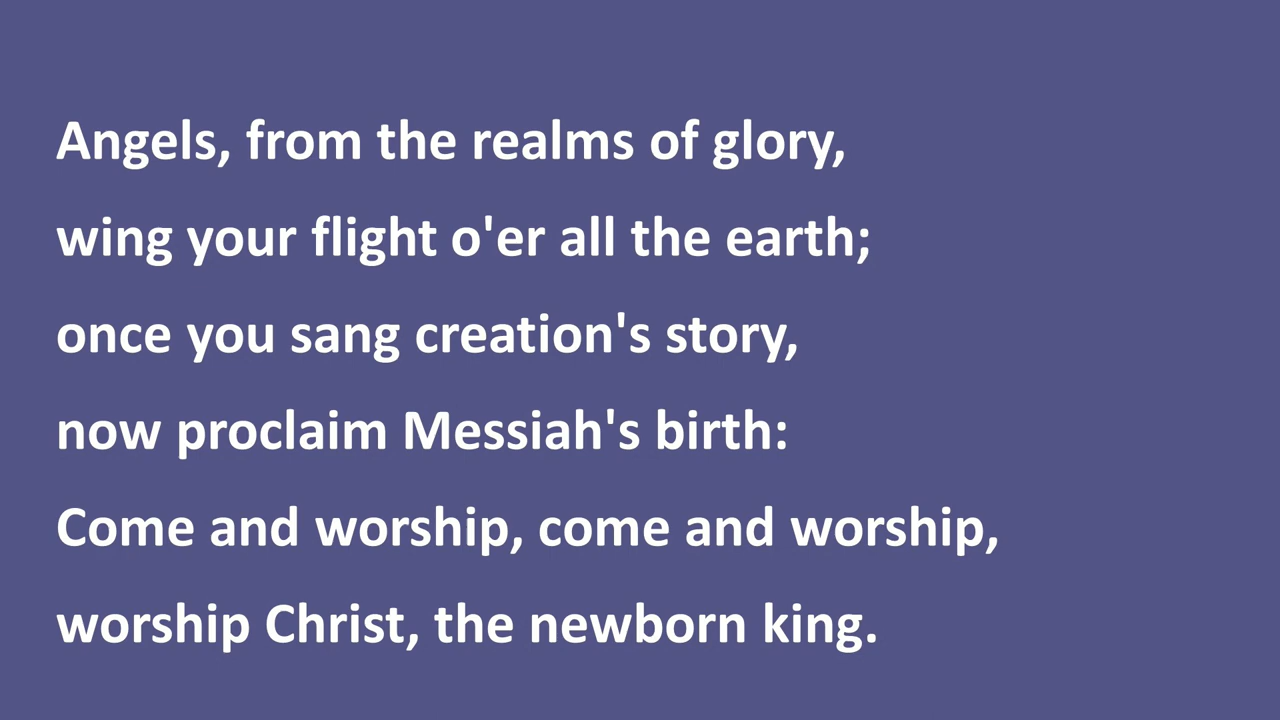 Angels, from the realms of glory,
wing your flight o'er all the earth;
once you sang creation's story,
now proclaim Messiah's birth:
Come and worship, come and worship,
worship Christ, the newborn king.